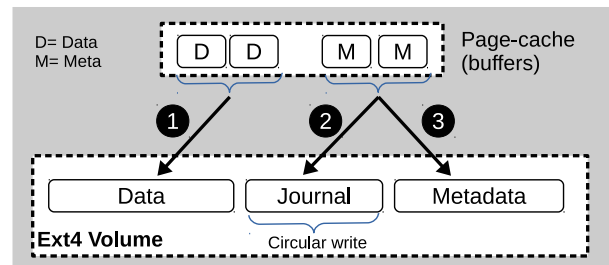 D= Data
M= Meta
D D M M
Page-cache
(buffers)
1 2 3
Data Journal Metadata
Ext4 Volume
Circular write